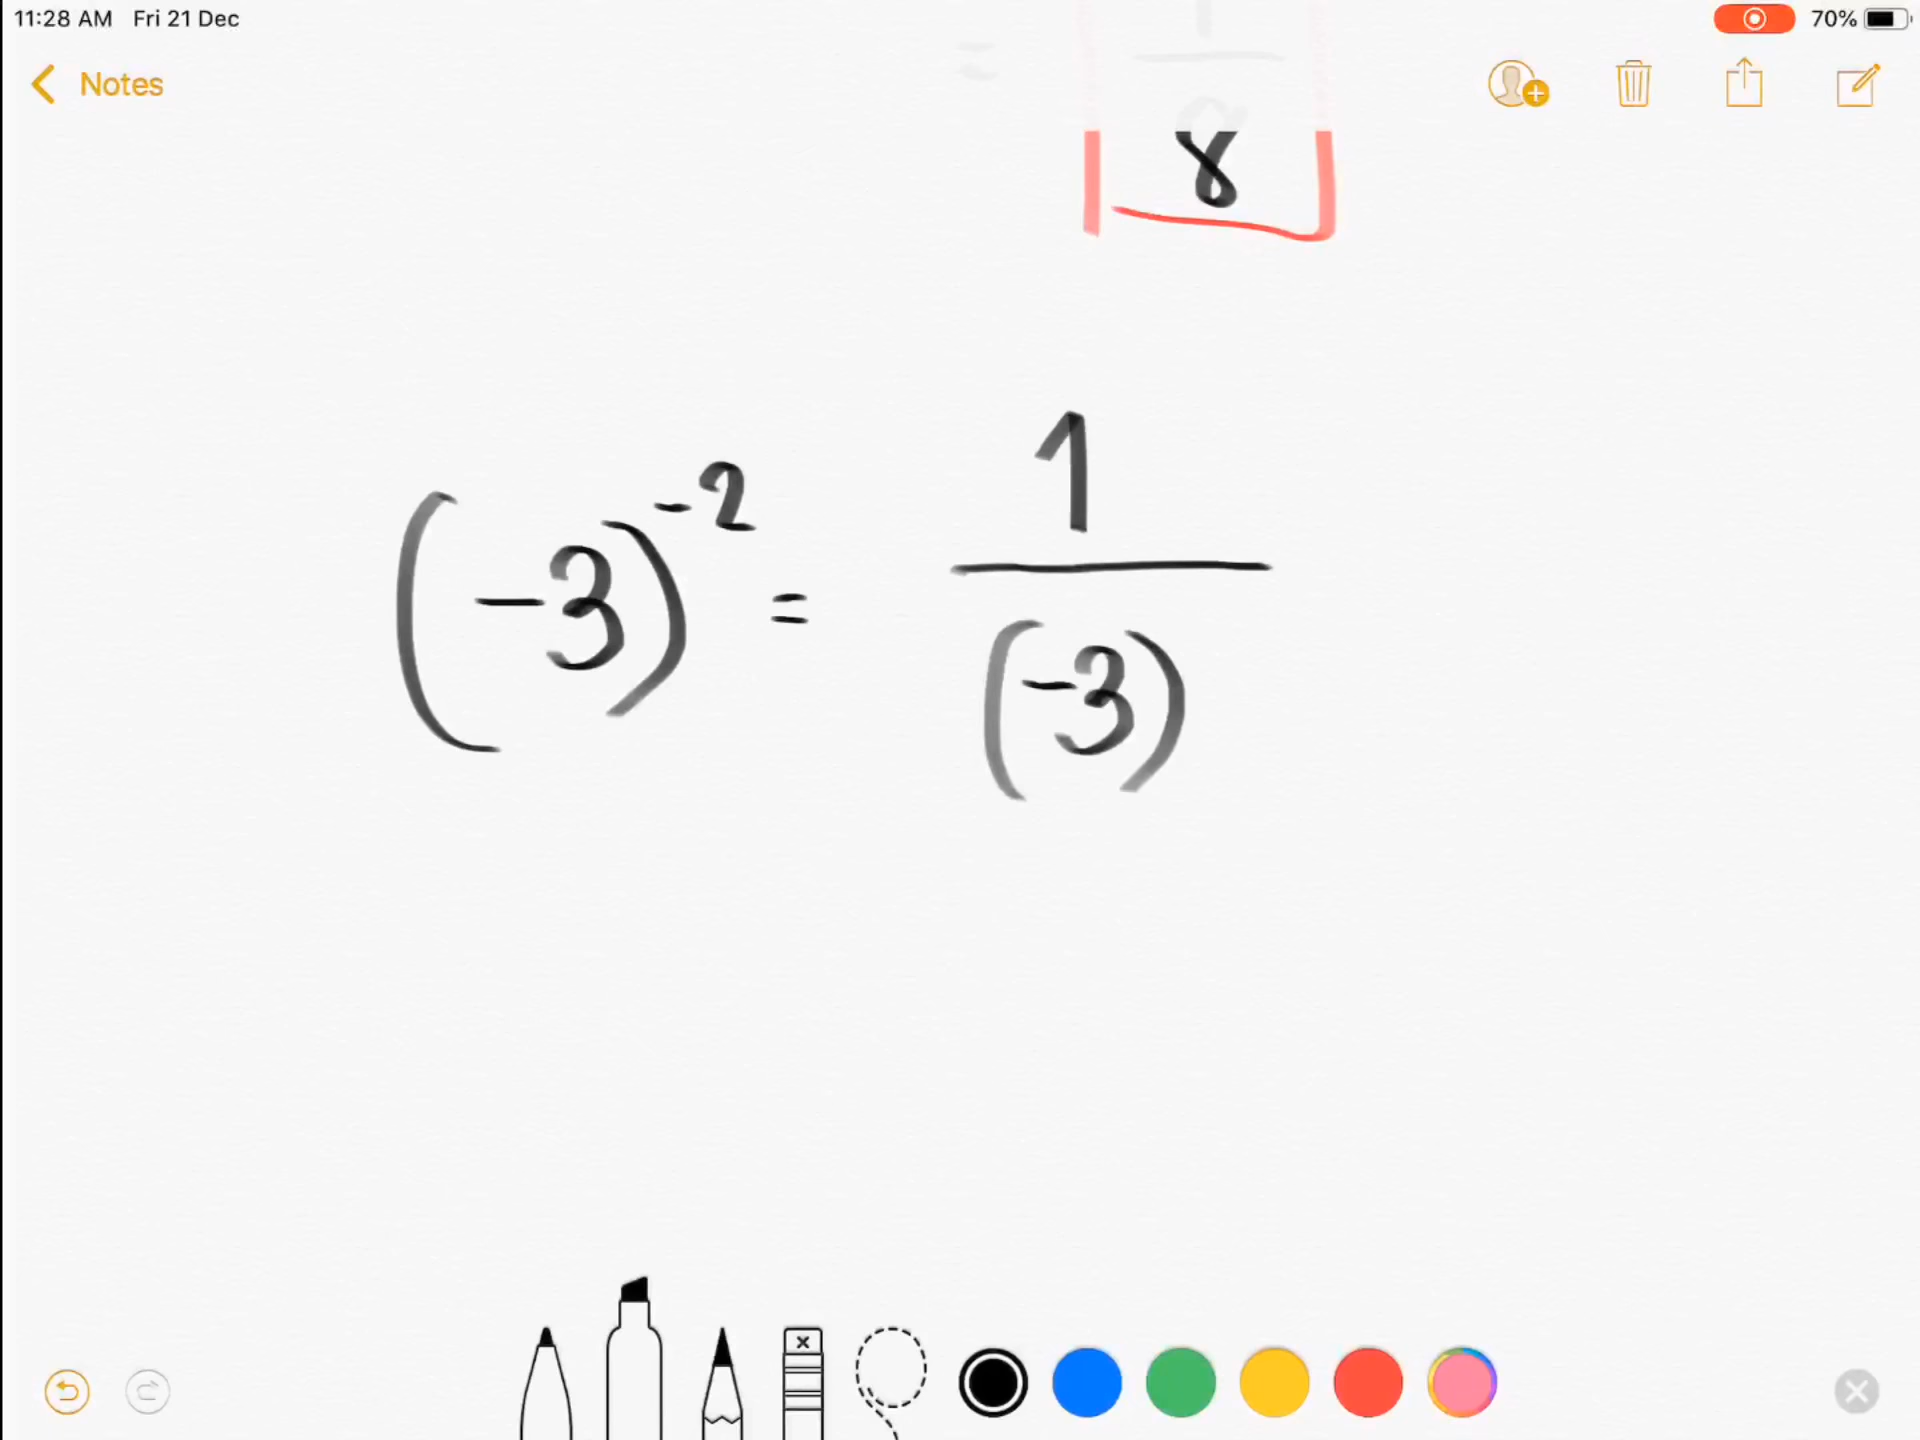 11:28 AM Fri 21 Dec 70%
Notes
8
(-3)⁻² = 1
(-3)